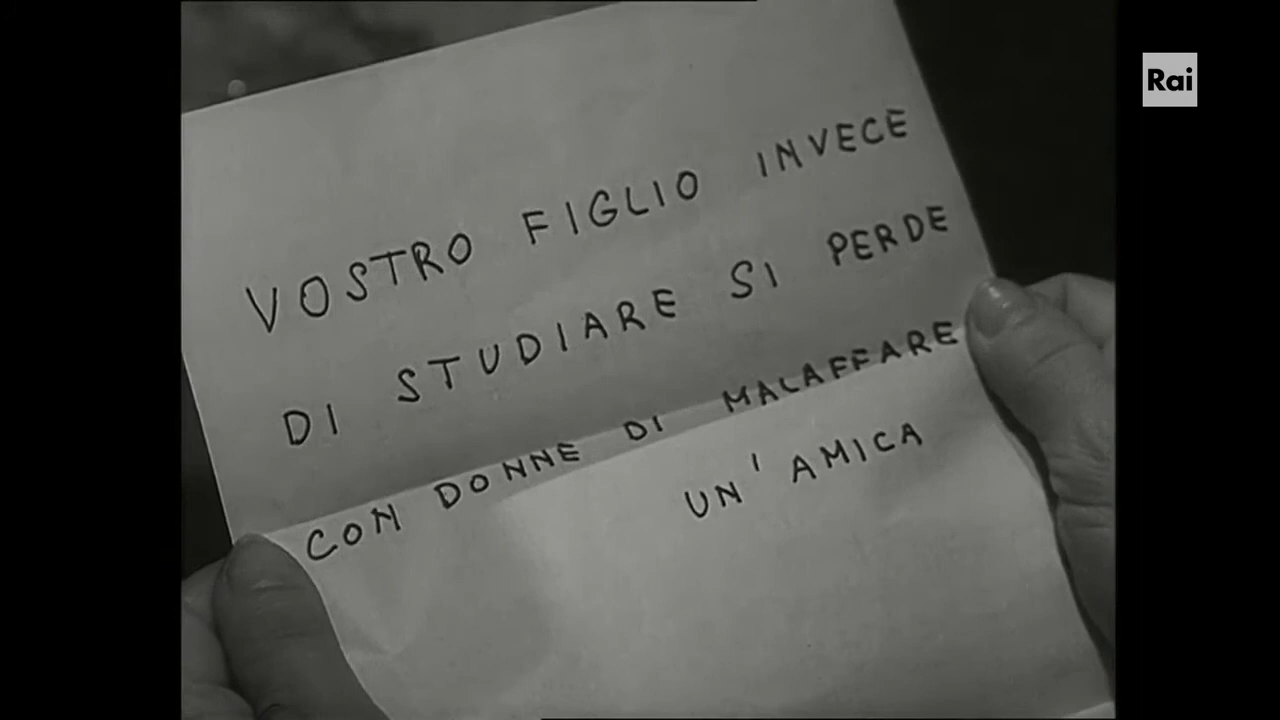 Rai
VOSTRO FIGLIO INVECE
DI STUDIARE SI PERDE
CON DONNE DI MALAFFARE
UN'AMICA